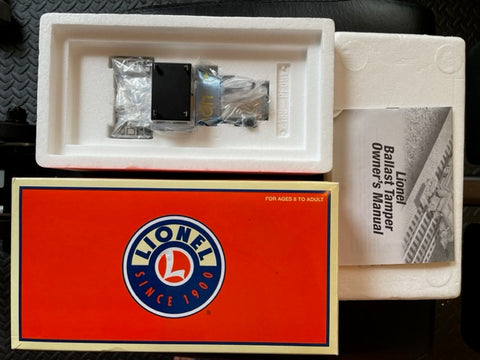 Lionel
Ballast Tamper
Owner's Manual
FOR AGES 8 TO ADULT
LIONEL
L
SINCE 1900
®